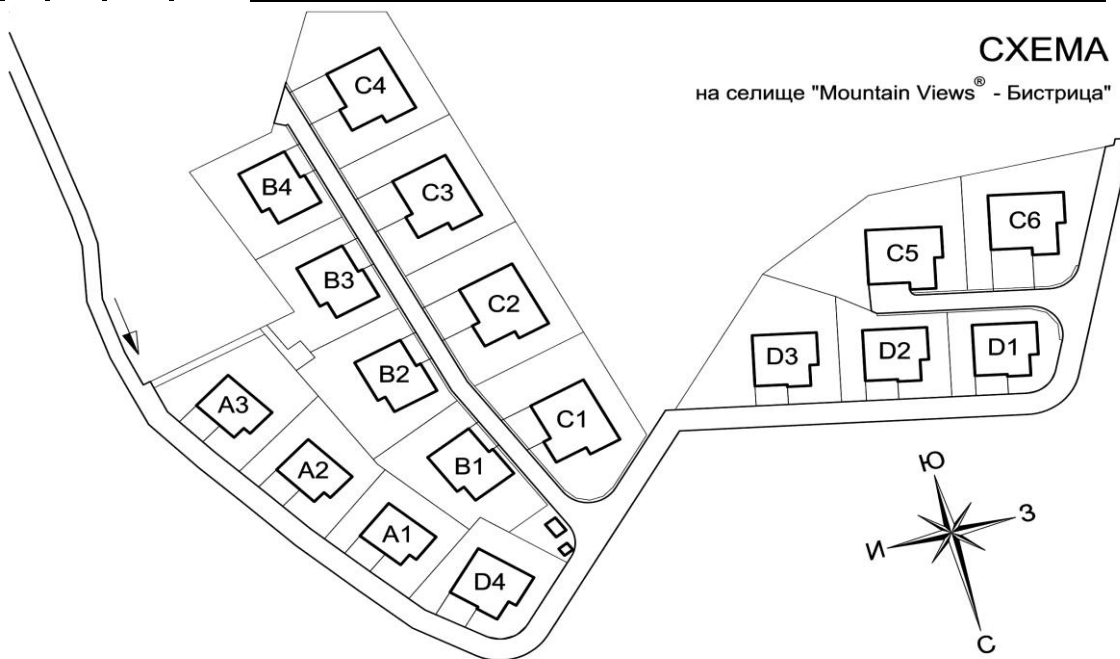 СХЕМА
на селище "Mountain Views® - Бистрица"
C4
B4
C3
C6
C5
B3
C2
D3
D2
D1
B2
A3
C1
B1
A2
A1
D4
Ю
З
И
С